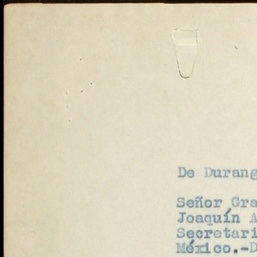 De Durang
Señor Gra
Joaquín A
Secretari
México.-D